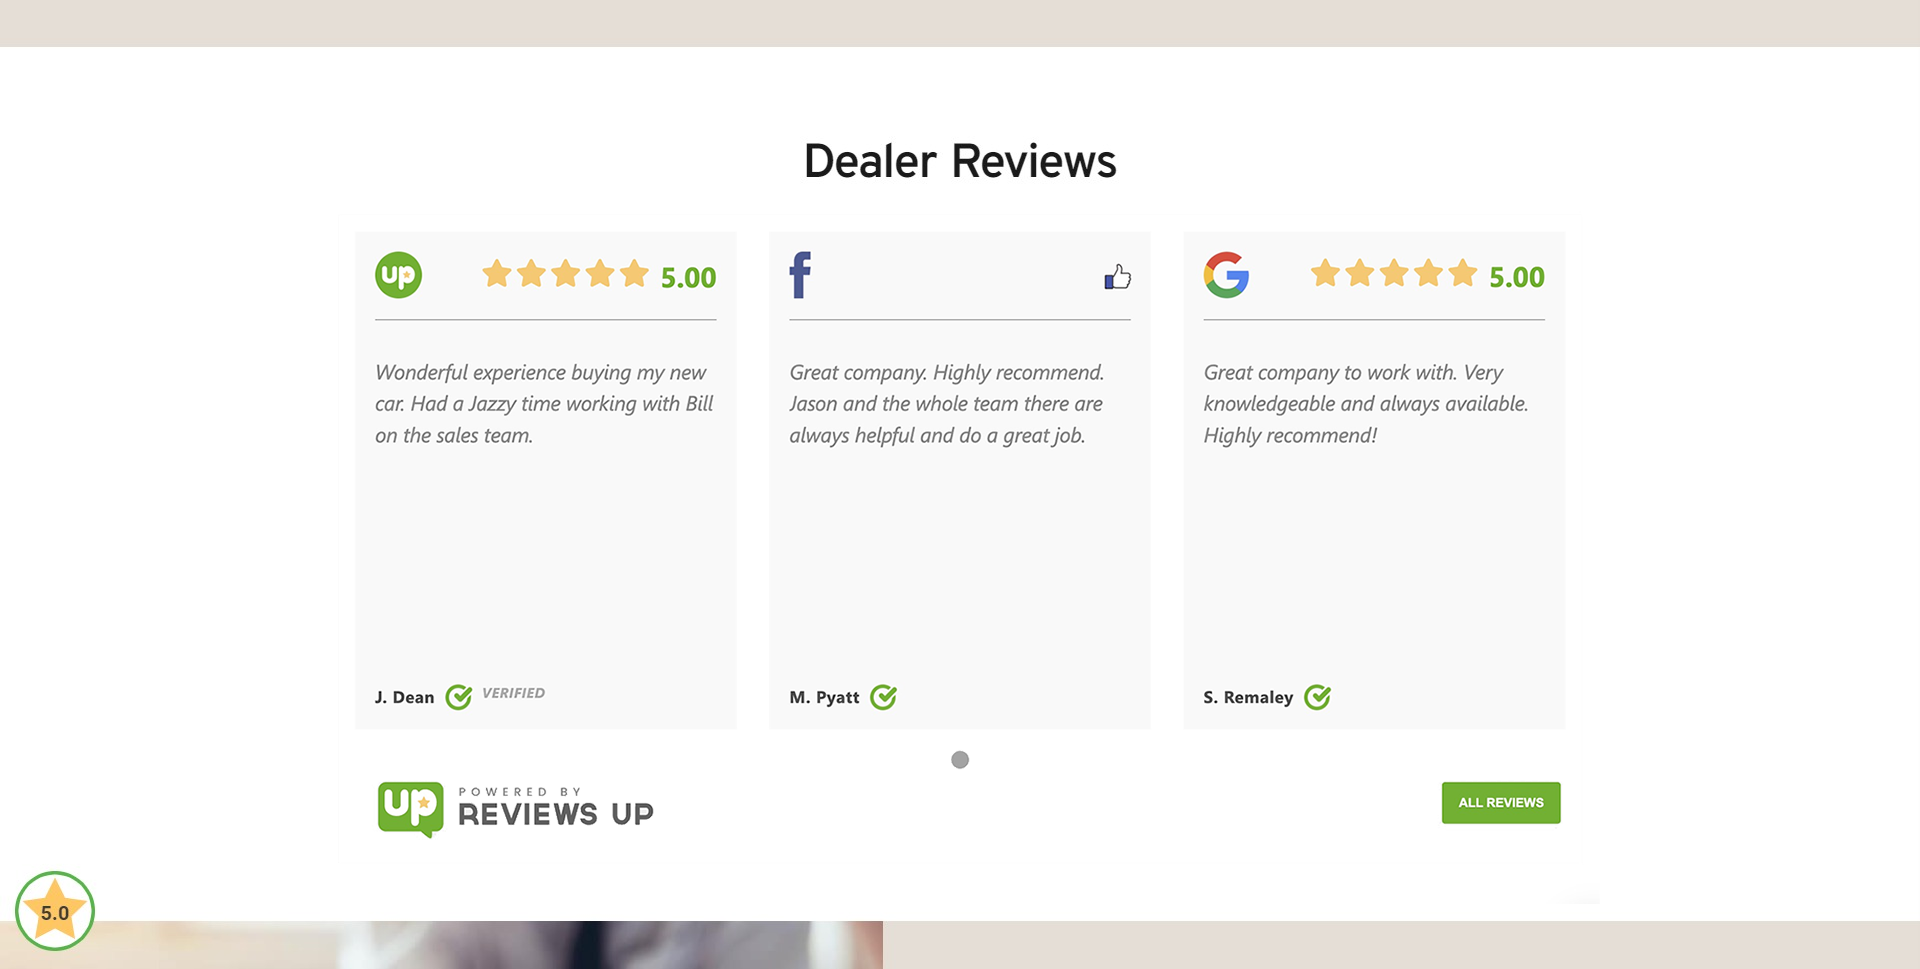 Dealer Reviews
up
5.00
Wonderful experience buying my new
car. Had a Jazzy time working with Bill
on the sales team.
J. Dean VERIFIED
f
Great company. Highly recommend.
Jason and the whole team there are
always helpful and do a great job.
M. Pyatt
G
5.00
Great company to work with. Very
knowledgeable and always available.
Highly recommend!
S. Remaley
up
POWERED BY
REVIEWS UP
ALL REVIEWS
5.0